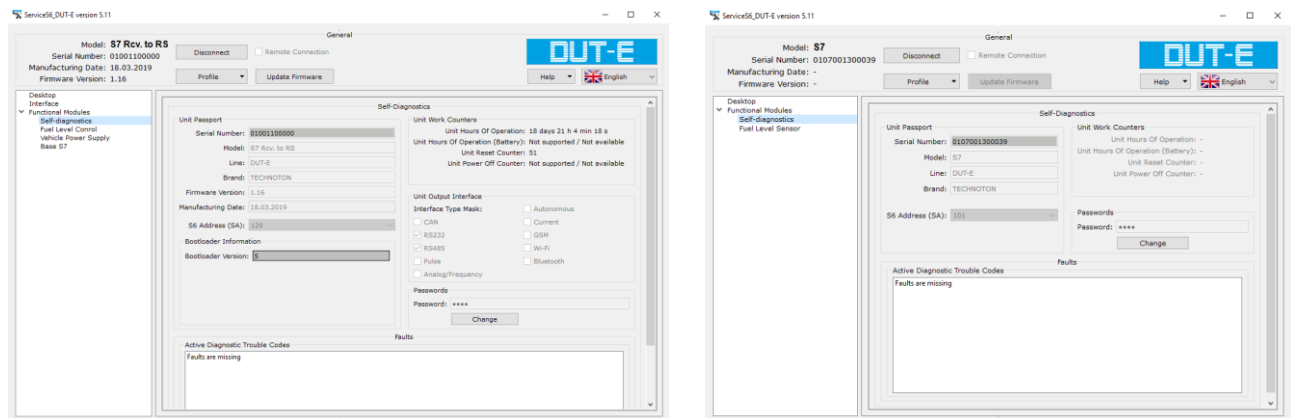 ServiceS6_DUT-E version 5.11
General
Model: S7 Rcv. to RS
Serial Number: 01001100000
Manufacturing Date: 18.03.2019
Firmware Version: 1.16
Disconnect
Remote Connection
Profile
Update Firmware
DUT-E
Help
English
Desktop
Interface
Functional Modules
Self-diagnostics
Fuel Level Conrol
Vehicle Power Supply
Base S7
Self-Diagnostics
Unit Passport
Serial Number: 01001100000
Model: S7 Rcv. to RS
Line: DUT-E
Brand: TECHNOTON
Firmware Version: 1.16
Manufacturing Date: 18.03.2019
S6 Address (SA): 129
Bootloader Information
Bootloader Version: 5
Unit Work Counters
Unit Hours Of Operation: 18 days 21 h 4 min 18 s
Unit Hours Of Operation (Battery): Not supported / Not available
Unit Reset Counter: 51
Unit Power Off Counter: Not supported / Not available
Unit Output Interface
Interface Type Mask:
Autonomous
CAN
Current
RS232
GSM
RS485
Wi-Fi
Pulse
Bluetooth
Analog/Frequency
Passwords
Password: ****
Change
Faults
Active Diagnostic Trouble Codes
Faults are missing
ServiceS6_DUT-E version 5.11
General
Model: S7
Serial Number: 0107001300039
Manufacturing Date: -
Firmware Version: -
Disconnect
Remote Connection
Profile
Update Firmware
DUT-E
Help
English
Desktop
Functional Modules
Self-diagnostics
Fuel Level Sensor
Self-Diagnostics
Unit Passport
Serial Number: 0107001300039
Model: S7
Line: DUT-E
Brand: TECHNOTON
S6 Address (SA): 101
Unit Work Counters
Unit Hours Of Operation: -
Unit Hours Of Operation (Battery): -
Unit Reset Counter: -
Unit Power Off Counter: -
Passwords
Password: ****
Change
Faults
Active Diagnostic Trouble Codes
Faults are missing